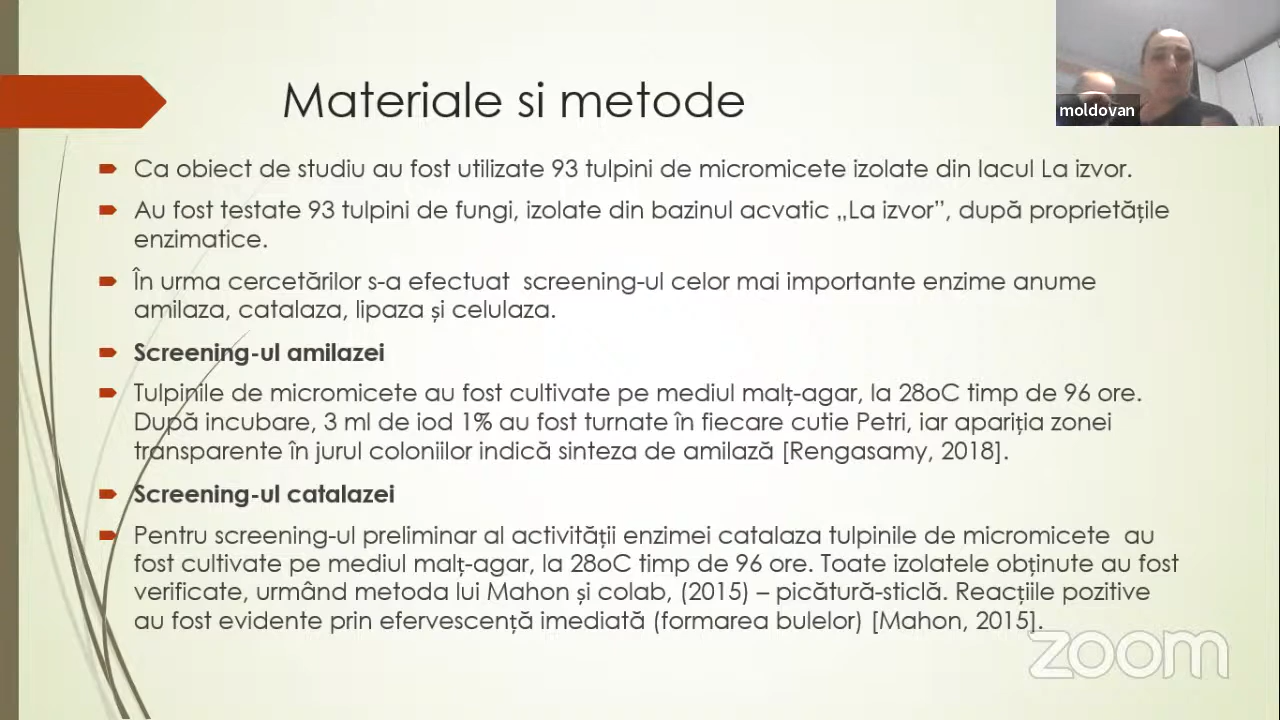 Materiale si metode
moldovan
Ca obiect de studiu au fost utilizate 93 tulpini de micromicete izolate din lacul La izvor.
Au fost testate 93 tulpini de fungi, izolate din bazinul acvatic „La izvor”, după proprietățile
enzimatice.
În urma cercetărilor s-a efectuat  screening-ul celor mai importante enzime anume
amilaza, catalaza, lipaza și celulaza.
Screening-ul amilazei
Tulpinile de micromicete au fost cultivate pe mediul malț-agar, la 28oC timp de 96 ore.
După incubare, 3 ml de iod 1% au fost turnate în fiecare cutie Petri, iar apariția zonei
transparente în jurul coloniilor indică sinteza de amilază [Rengasamy, 2018].
Screening-ul catalazei
Pentru screening-ul preliminar al activității enzimei catalaza tulpinile de micromicete  au
fost cultivate pe mediul malț-agar, la 28oC timp de 96 ore. Toate izolatele obținute au fost
verificate, urmând metoda lui Mahon și colab, (2015) – picătură-sticlă. Reacțiile pozitive
au fost evidente prin efervescență imediată (formarea bulelor) [Mahon, 2015].
zoom